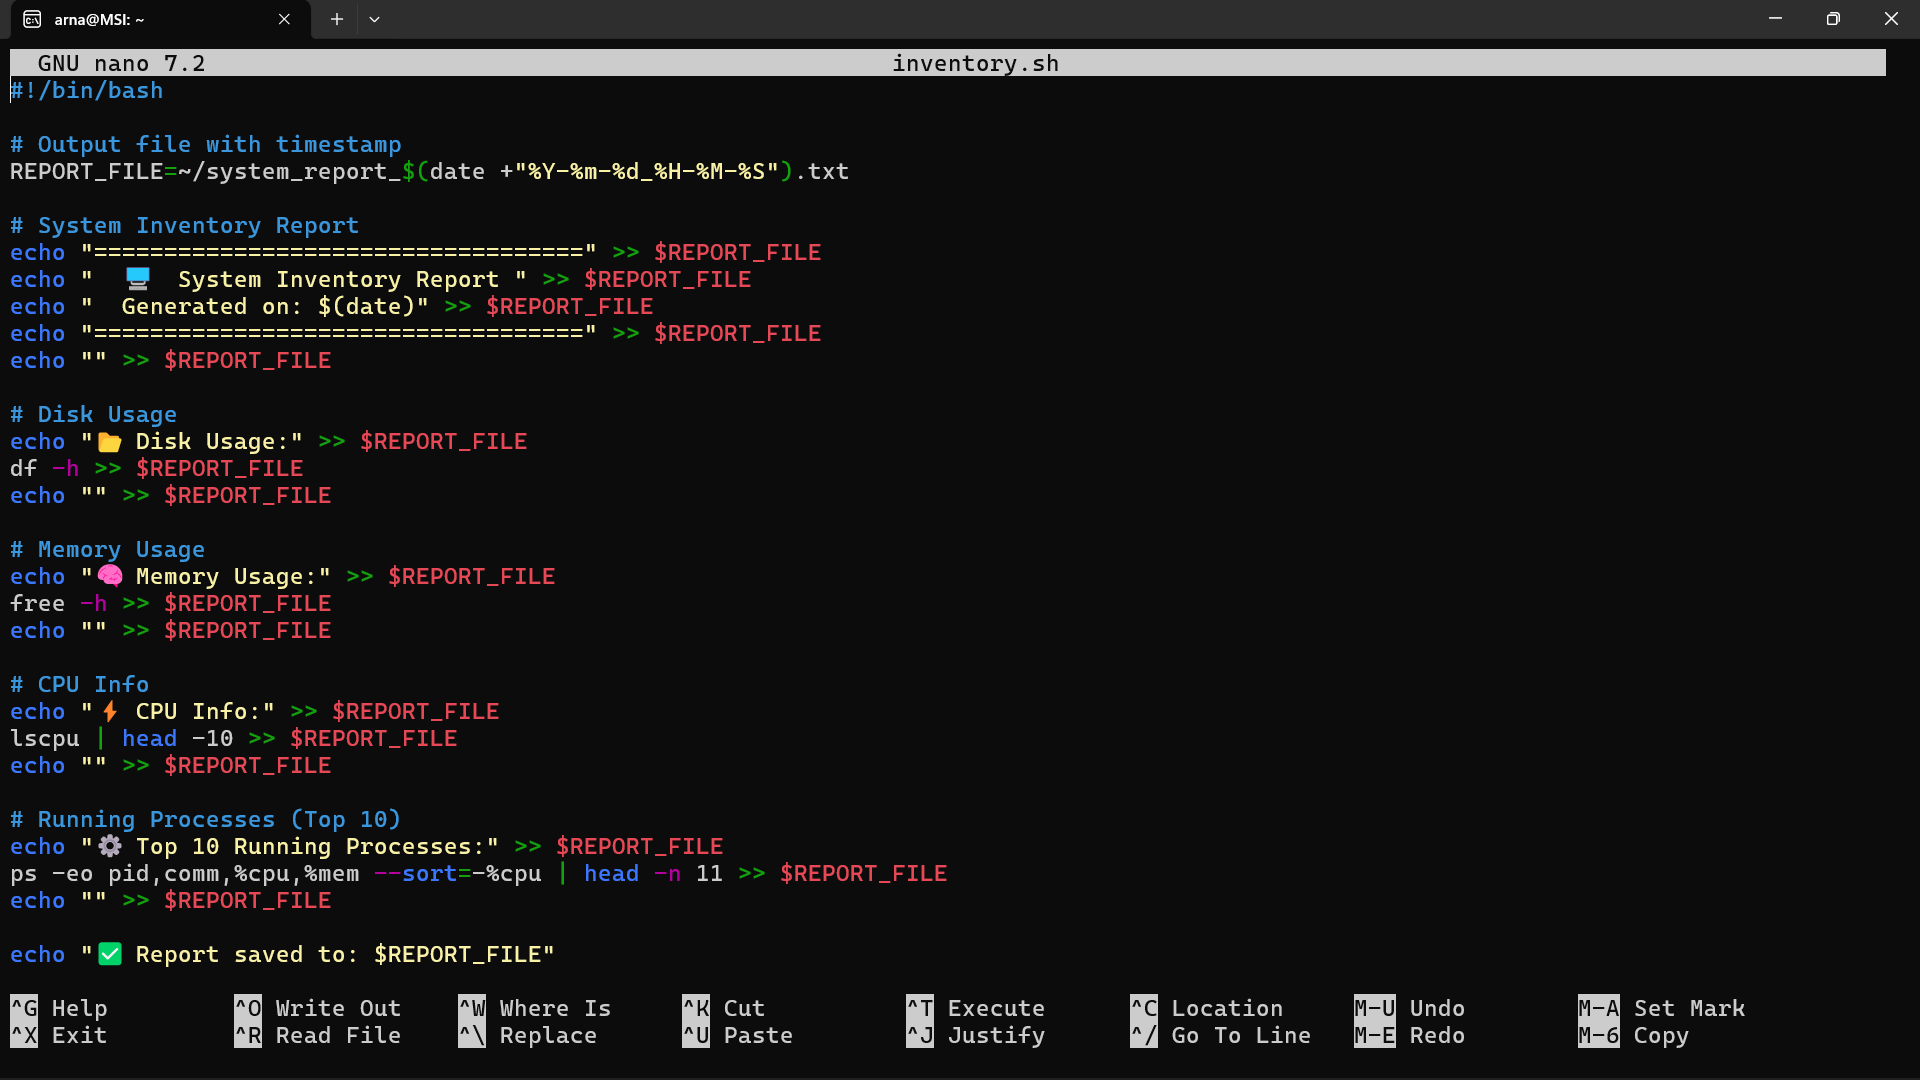 arna@MSI: ~
GNU nano 7.2 inventory.sh
#!/bin/bash
# Output file with timestamp
REPORT_FILE=~/system_report_$(date +"%Y-%m-%d_%H-%M-%S").txt
# System Inventory Report
echo "===================================" >> $REPORT_FILE
echo "  🖥️  System Inventory Report " >> $REPORT_FILE
echo "  Generated on: $(date)" >> $REPORT_FILE
echo "===================================" >> $REPORT_FILE
echo "" >> $REPORT_FILE
# Disk Usage
echo "📂 Disk Usage:" >> $REPORT_FILE
df -h >> $REPORT_FILE
echo "" >> $REPORT_FILE
# Memory Usage
echo "🧠 Memory Usage:" >> $REPORT_FILE
free -h >> $REPORT_FILE
echo "" >> $REPORT_FILE
# CPU Info
echo "⚡ CPU Info:" >> $REPORT_FILE
lscpu | head -10 >> $REPORT_FILE
echo "" >> $REPORT_FILE
# Running Processes (Top 10)
echo "⚙️ Top 10 Running Processes:" >> $REPORT_FILE
ps -eo pid,comm,%cpu,%mem --sort=-%cpu | head -n 11 >> $REPORT_FILE
echo "" >> $REPORT_FILE
echo "✅ Report saved to: $REPORT_FILE"
^G Help ^O Write Out ^W Where Is ^K Cut ^T Execute ^C Location M-U Undo M-A Set Mark
^X Exit ^R Read File ^\ Replace ^U Paste ^J Justify ^/ Go To Line M-E Redo M-6 Copy